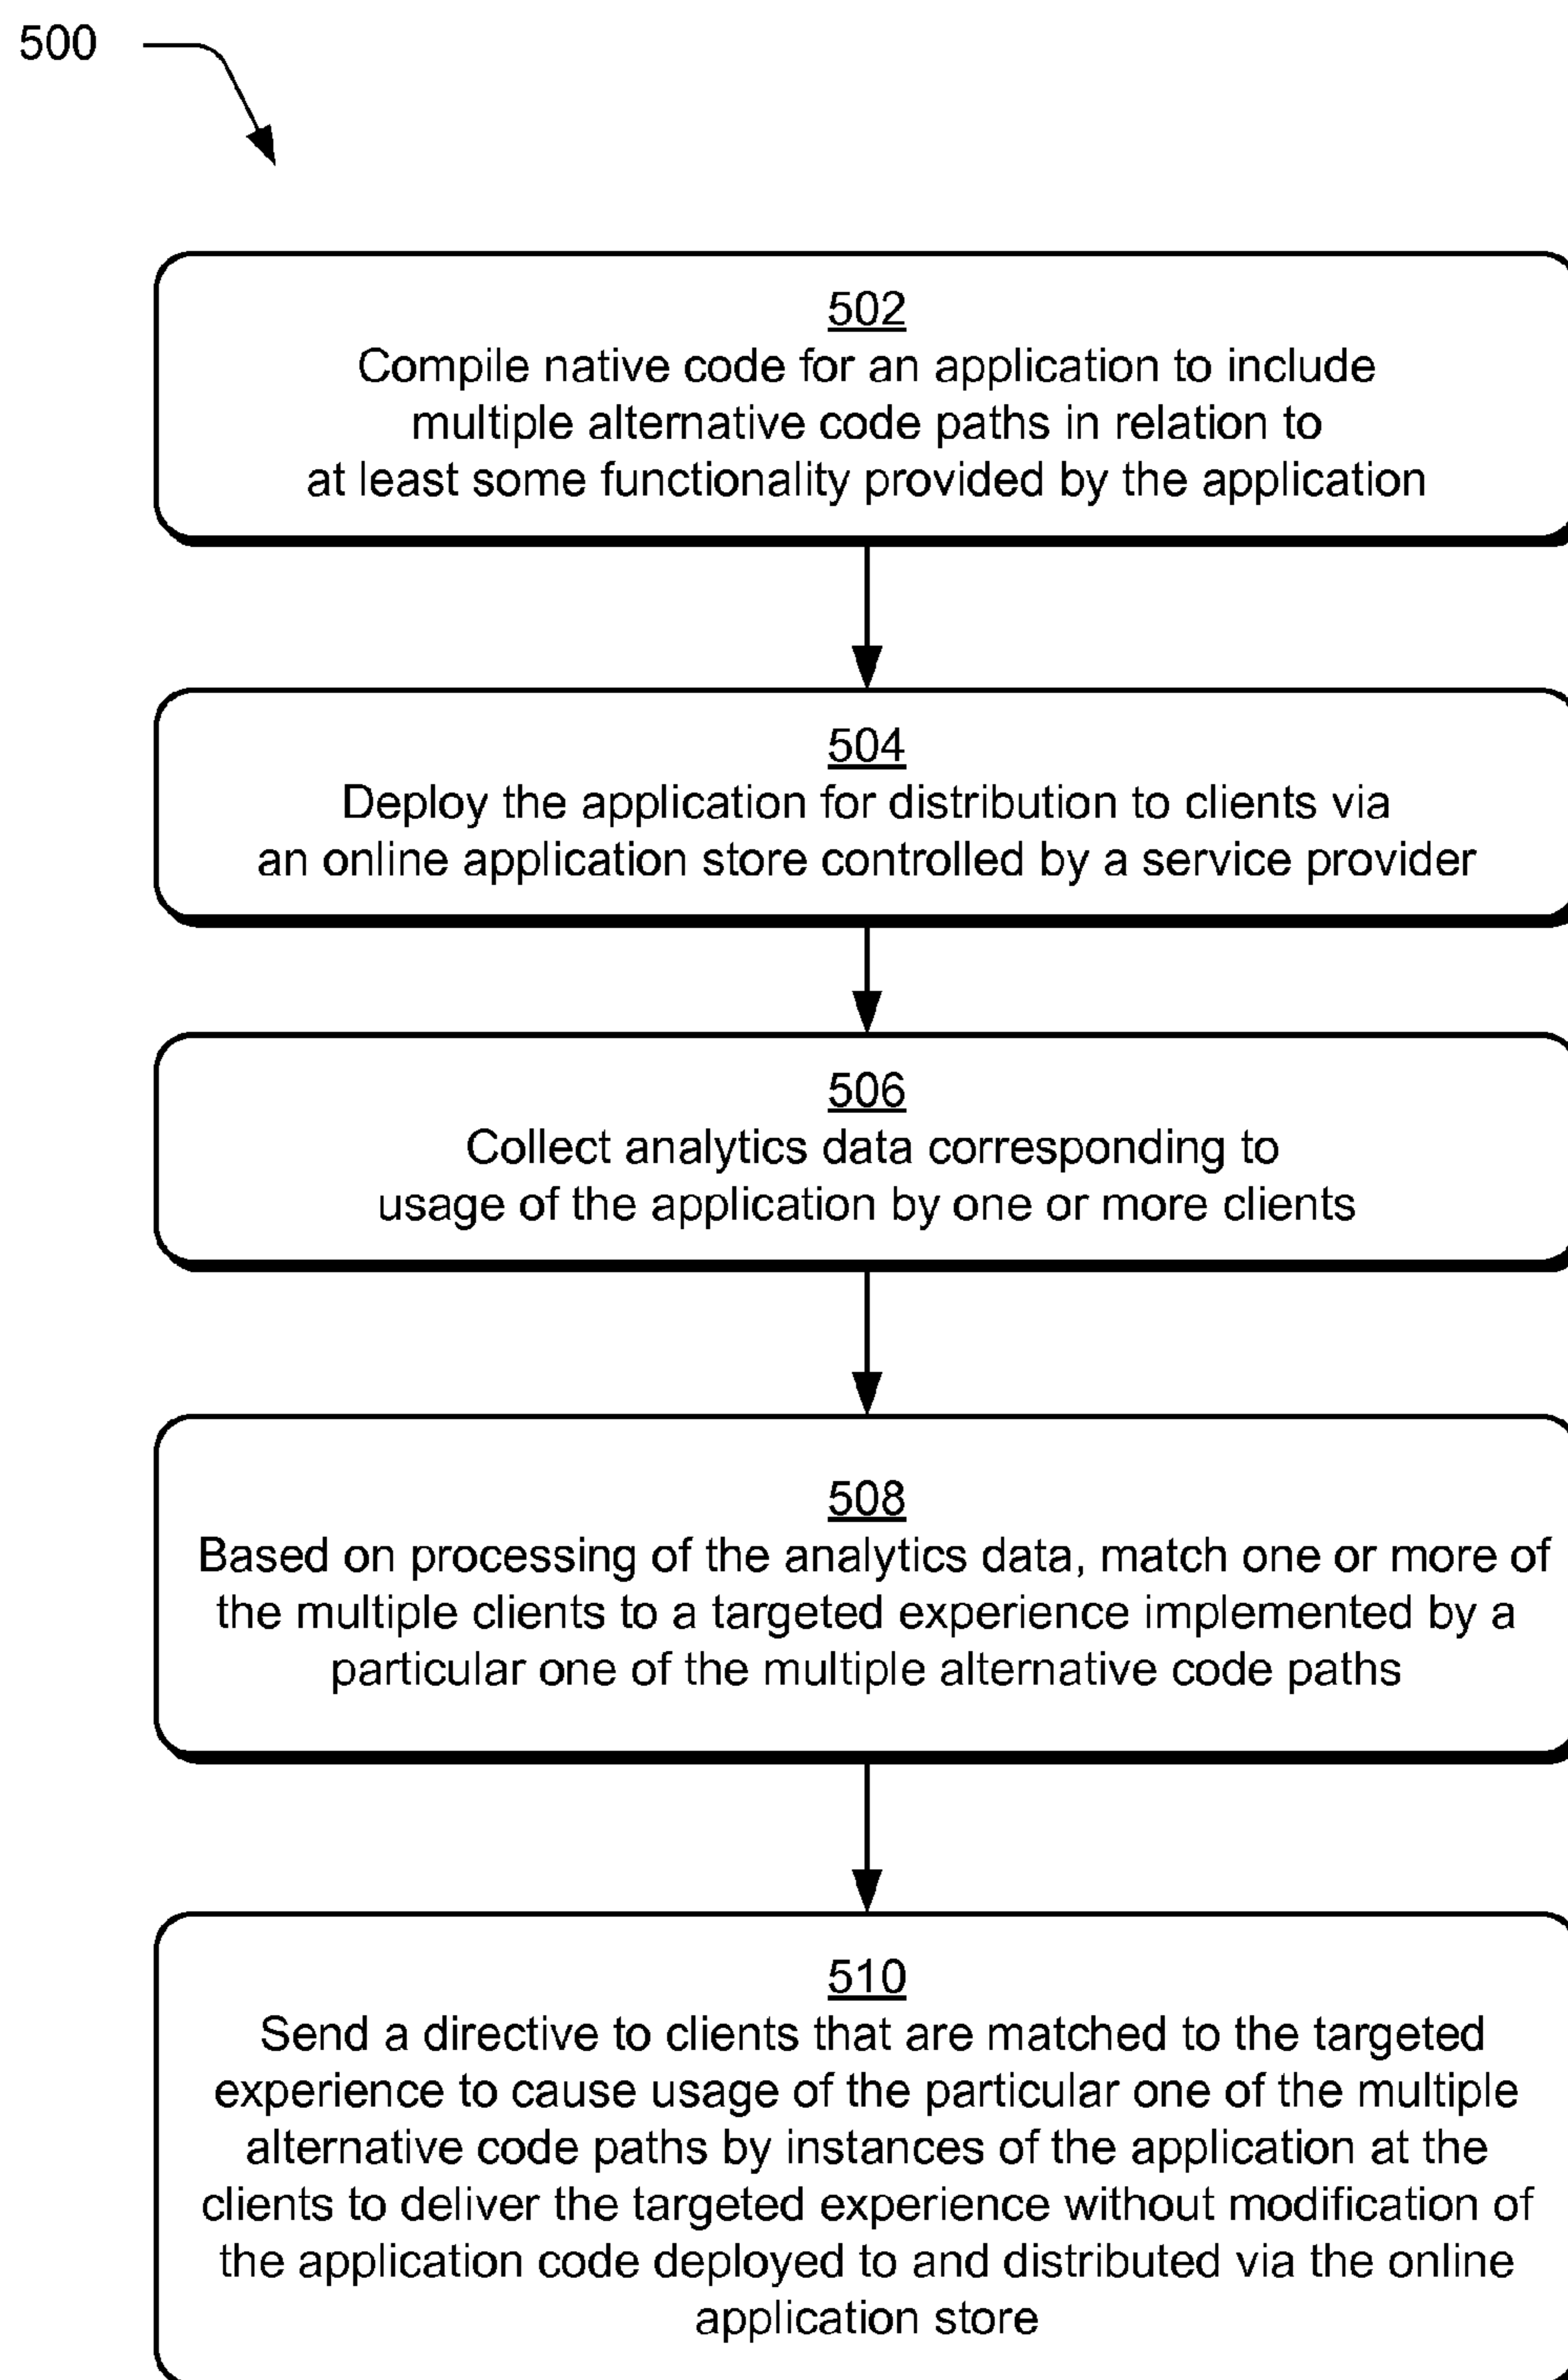 500
502
Compile native code for an application to include
multiple alternative code paths in relation to
at least some functionality provided by the application
504
Deploy the application for distribution to clients via
an online application store controlled by a service provider
506
Collect analytics data corresponding to
usage of the application by one or more clients
508
Based on processing of the analytics data, match one or more of
the multiple clients to a targeted experience implemented by a
particular one of the multiple alternative code paths
510
Send a directive to clients that are matched to the targeted
experience to cause usage of the particular one of the multiple
alternative code paths by instances of the application at the
clients to deliver the targeted experience without modification of
the application code deployed to and distributed via the online
application store